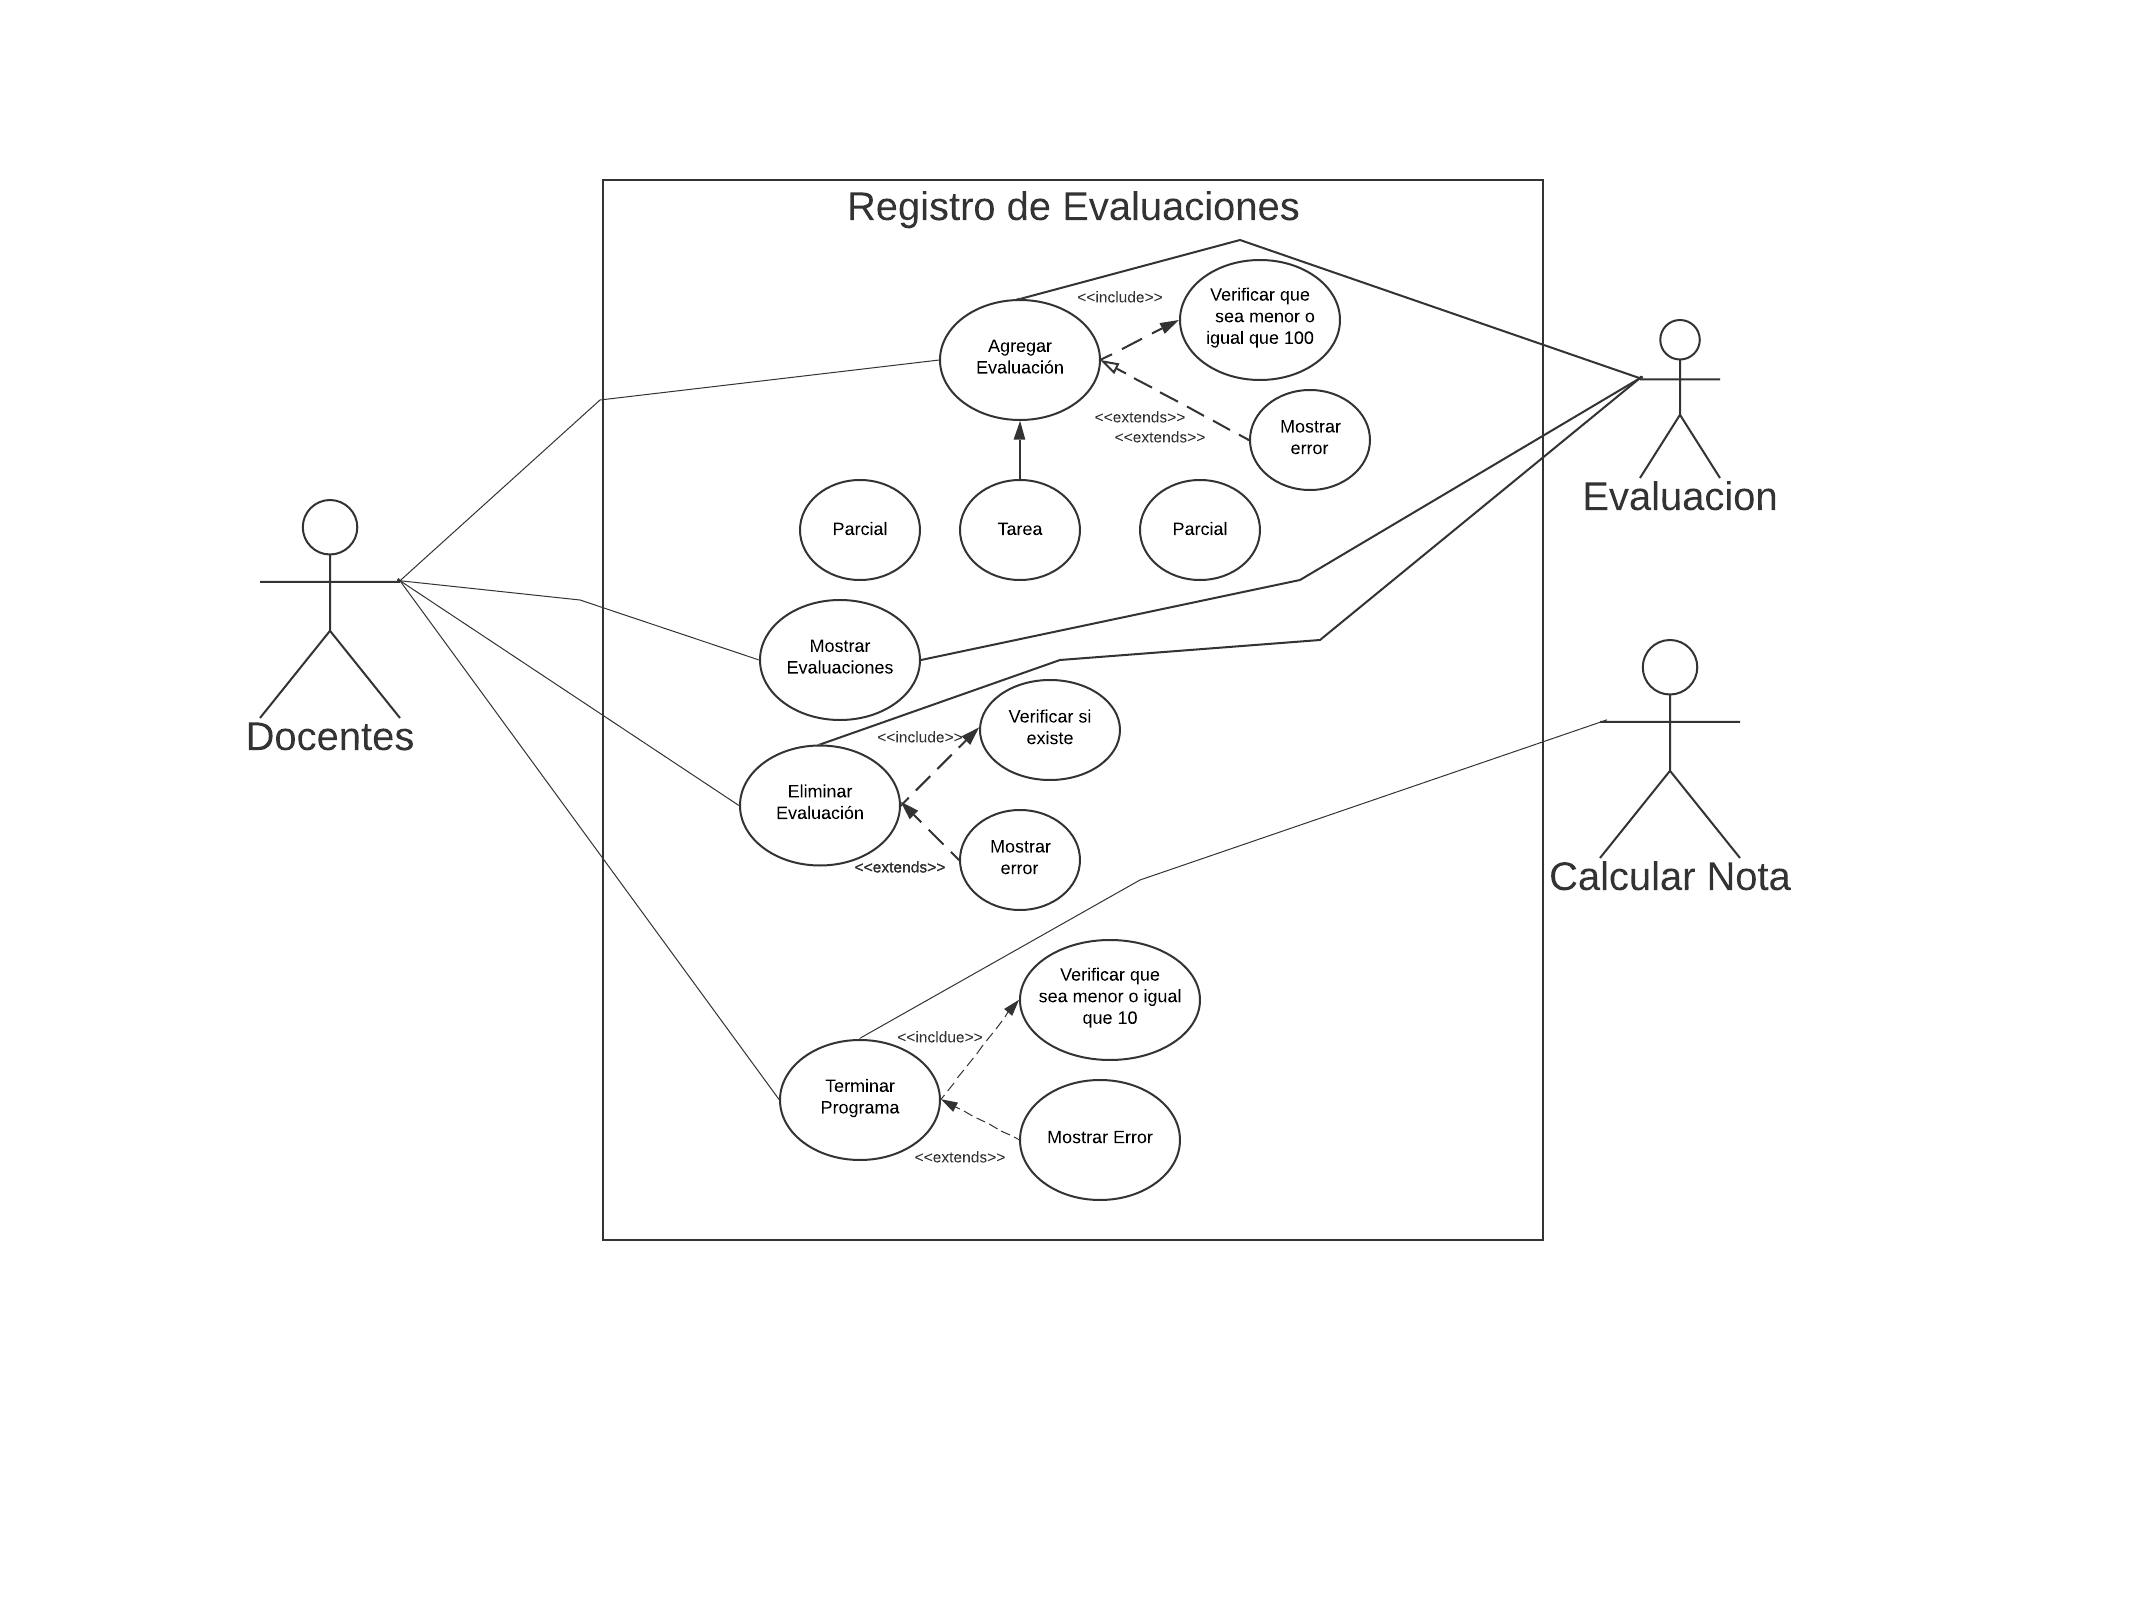 Registro de Evaluaciones
<<include>>
Verificar que
sea menor o
igual que 100
Agregar
Evaluación
<<extends>>
<<extends>>
Mostrar
error
Parcial
Tarea
Parcial
Evaluacion
Docentes
Mostrar
Evaluaciones
Verificar si
existe
<<include>>
Eliminar
Evaluación
<<extends>>
Mostrar
error
Calcular Nota
Verificar que
sea menor o igual
que 10
<<incldue>>
Terminar
Programa
Mostrar Error
<<extends>>